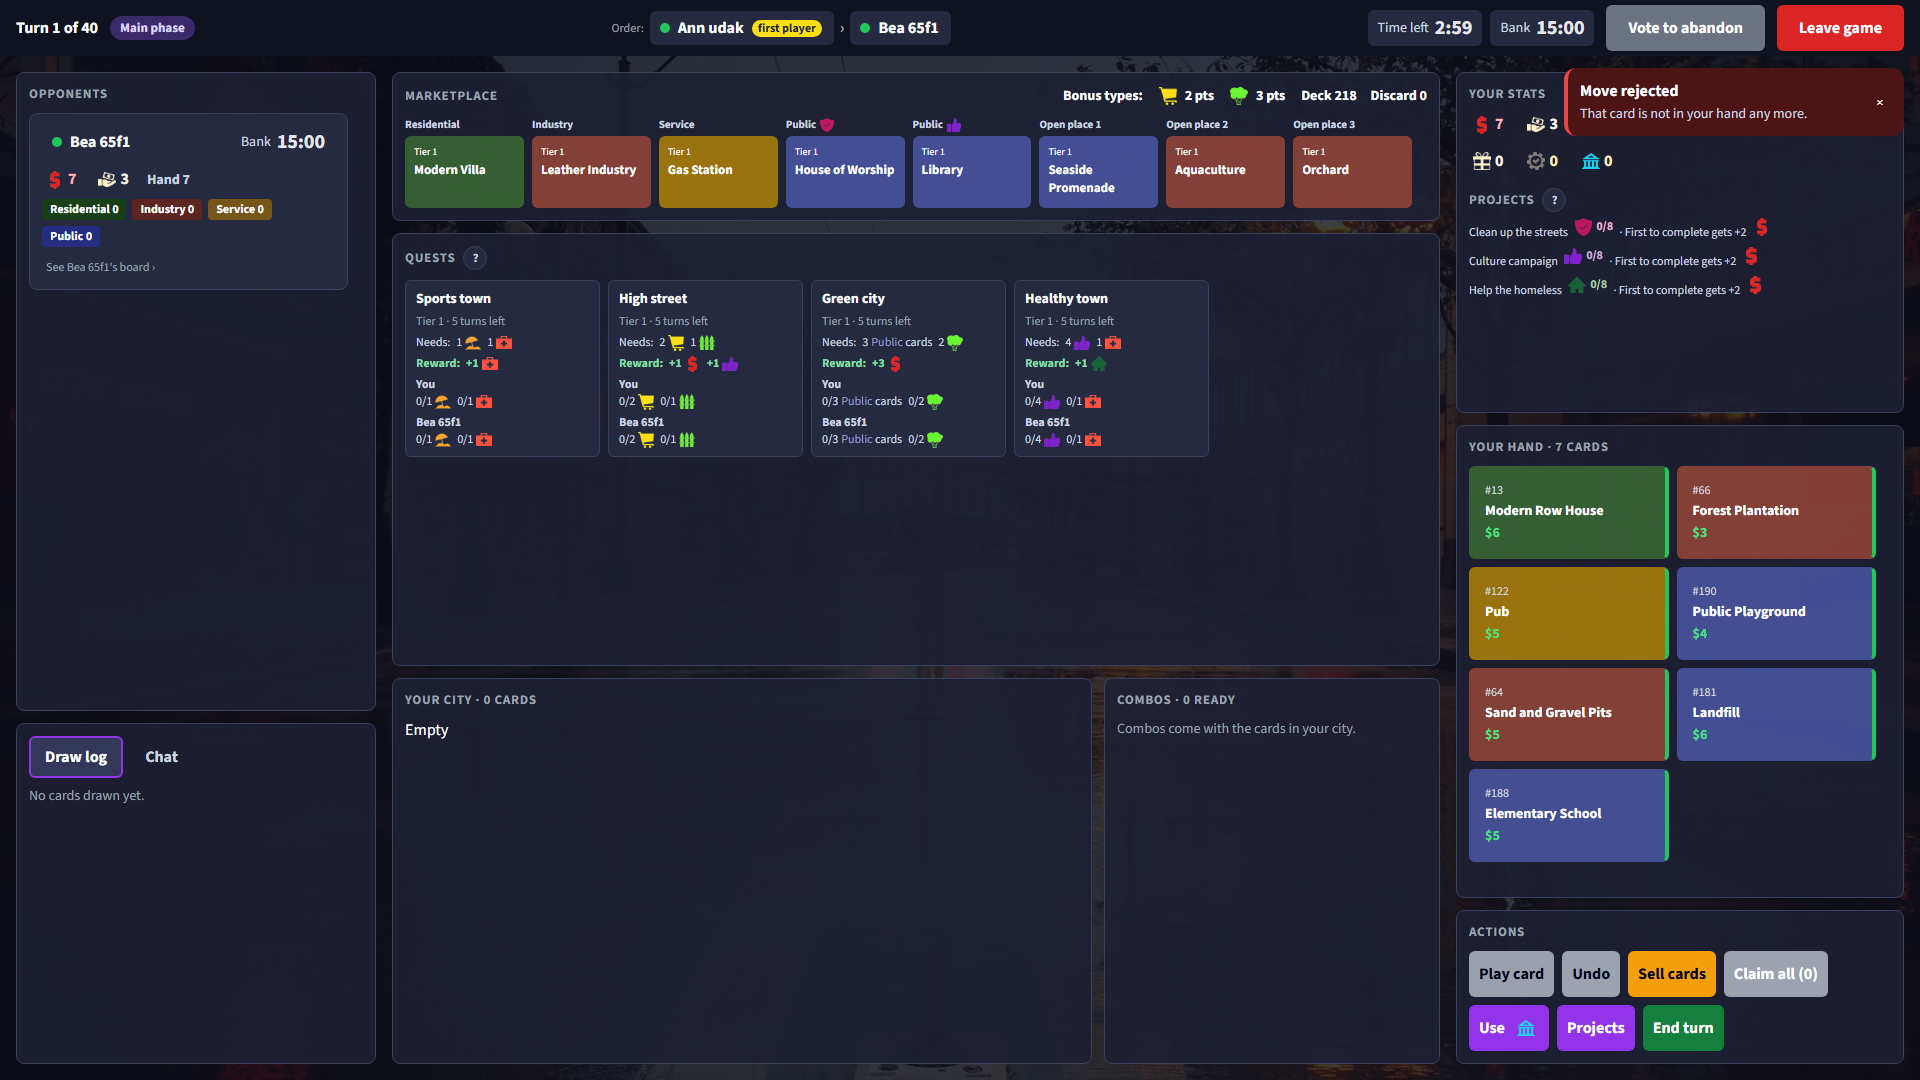 Turn 1 of 40 Main phase
Order: Ann udak first player › Bea 65f1
Time left 2:59 Bank 15:00 Vote to abandon Leave game
OPPONENTS
Bea 65f1 Bank 15:00
7 3 Hand 7
Residential 0 Industry 0 Service 0
Public 0
See Bea 65f1's board ›
Draw log Chat
No cards drawn yet.
MARKETPLACE
Bonus types: 2 pts 3 pts Deck 218 Discard 0
Residential Industry Service Public Public Open place 1 Open place 2 Open place 3
Tier 1 Tier 1 Tier 1 Tier 1 Tier 1 Tier 1 Tier 1 Tier 1
Modern Villa Leather Industry Gas Station House of Worship Library Seaside Aquaculture Orchard
Promenade
QUESTS ?
Sports town
Tier 1 · 5 turns left
Needs: 1 1
Reward: +1
You
0/1 0/1
Bea 65f1
0/1 0/1
High street
Tier 1 · 5 turns left
Needs: 2 1
Reward: +1 +1
You
0/2 0/1
Bea 65f1
0/2 0/1
Green city
Tier 1 · 5 turns left
Needs: 3 Public cards 2
Reward: +3
You
0/3 Public cards 0/2
Bea 65f1
0/3 Public cards 0/2
Healthy town
Tier 1 · 5 turns left
Needs: 4 1
Reward: +1
You
0/4 0/1
Bea 65f1
0/4 0/1
YOUR CITY · 0 CARDS
Empty
COMBOS · 0 READY
Combos come with the cards in your city.
YOUR STATS
7 3
0 0 0
Move rejected
That card is not in your hand any more.
×
PROJECTS ?
Clean up the streets 0/8 · First to complete gets +2
Culture campaign 0/8 · First to complete gets +2
Help the homeless 0/8 · First to complete gets +2
YOUR HAND · 7 CARDS
#13
Modern Row House
$6
#66
Forest Plantation
$3
#122
Pub
$5
#190
Public Playground
$4
#64
Sand and Gravel Pits
$5
#181
Landfill
$6
#188
Elementary School
$5
ACTIONS
Play card Undo Sell cards Claim all (0)
Use Projects End turn